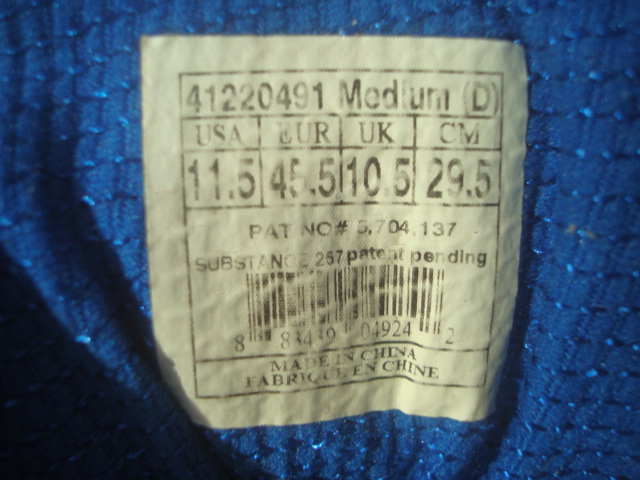 41220491 Medium (D)
USA EUR UK CM
11.5 45.5 10.5 29.5
PAT NO# 5,704,137
SUBSTANCE 257 patent pending
8 83439 04924 2
MADE IN CHINA
FABRIQUE EN CHINE